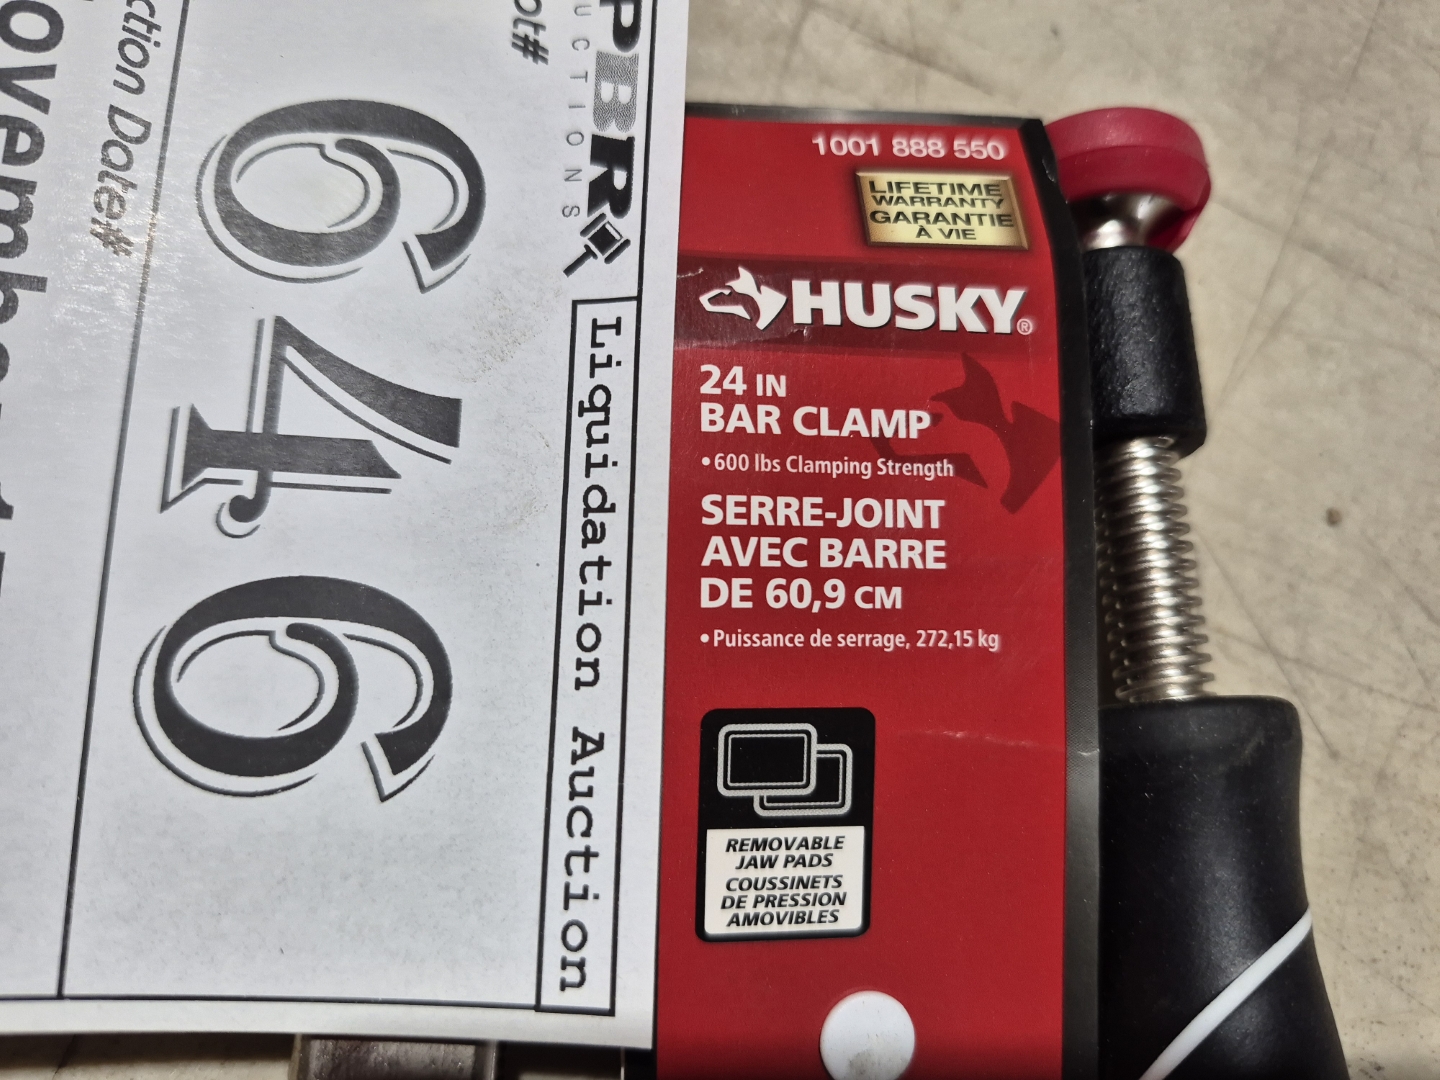 PBR
UCTIONS
Liquidation Auction
ot#
646
ction Date#
1001 888 550
LIFETIME
WARRANTY
GARANTIE
À VIE
HUSKY®
24 IN
BAR CLAMP
• 600 lbs Clamping Strength
SERRE-JOINT
AVEC BARRE
DE 60,9 CM
• Puissance de serrage, 272,15 kg
REMOVABLE
JAW PADS
COUSSINETS
DE PRESSION
AMOVIBLES